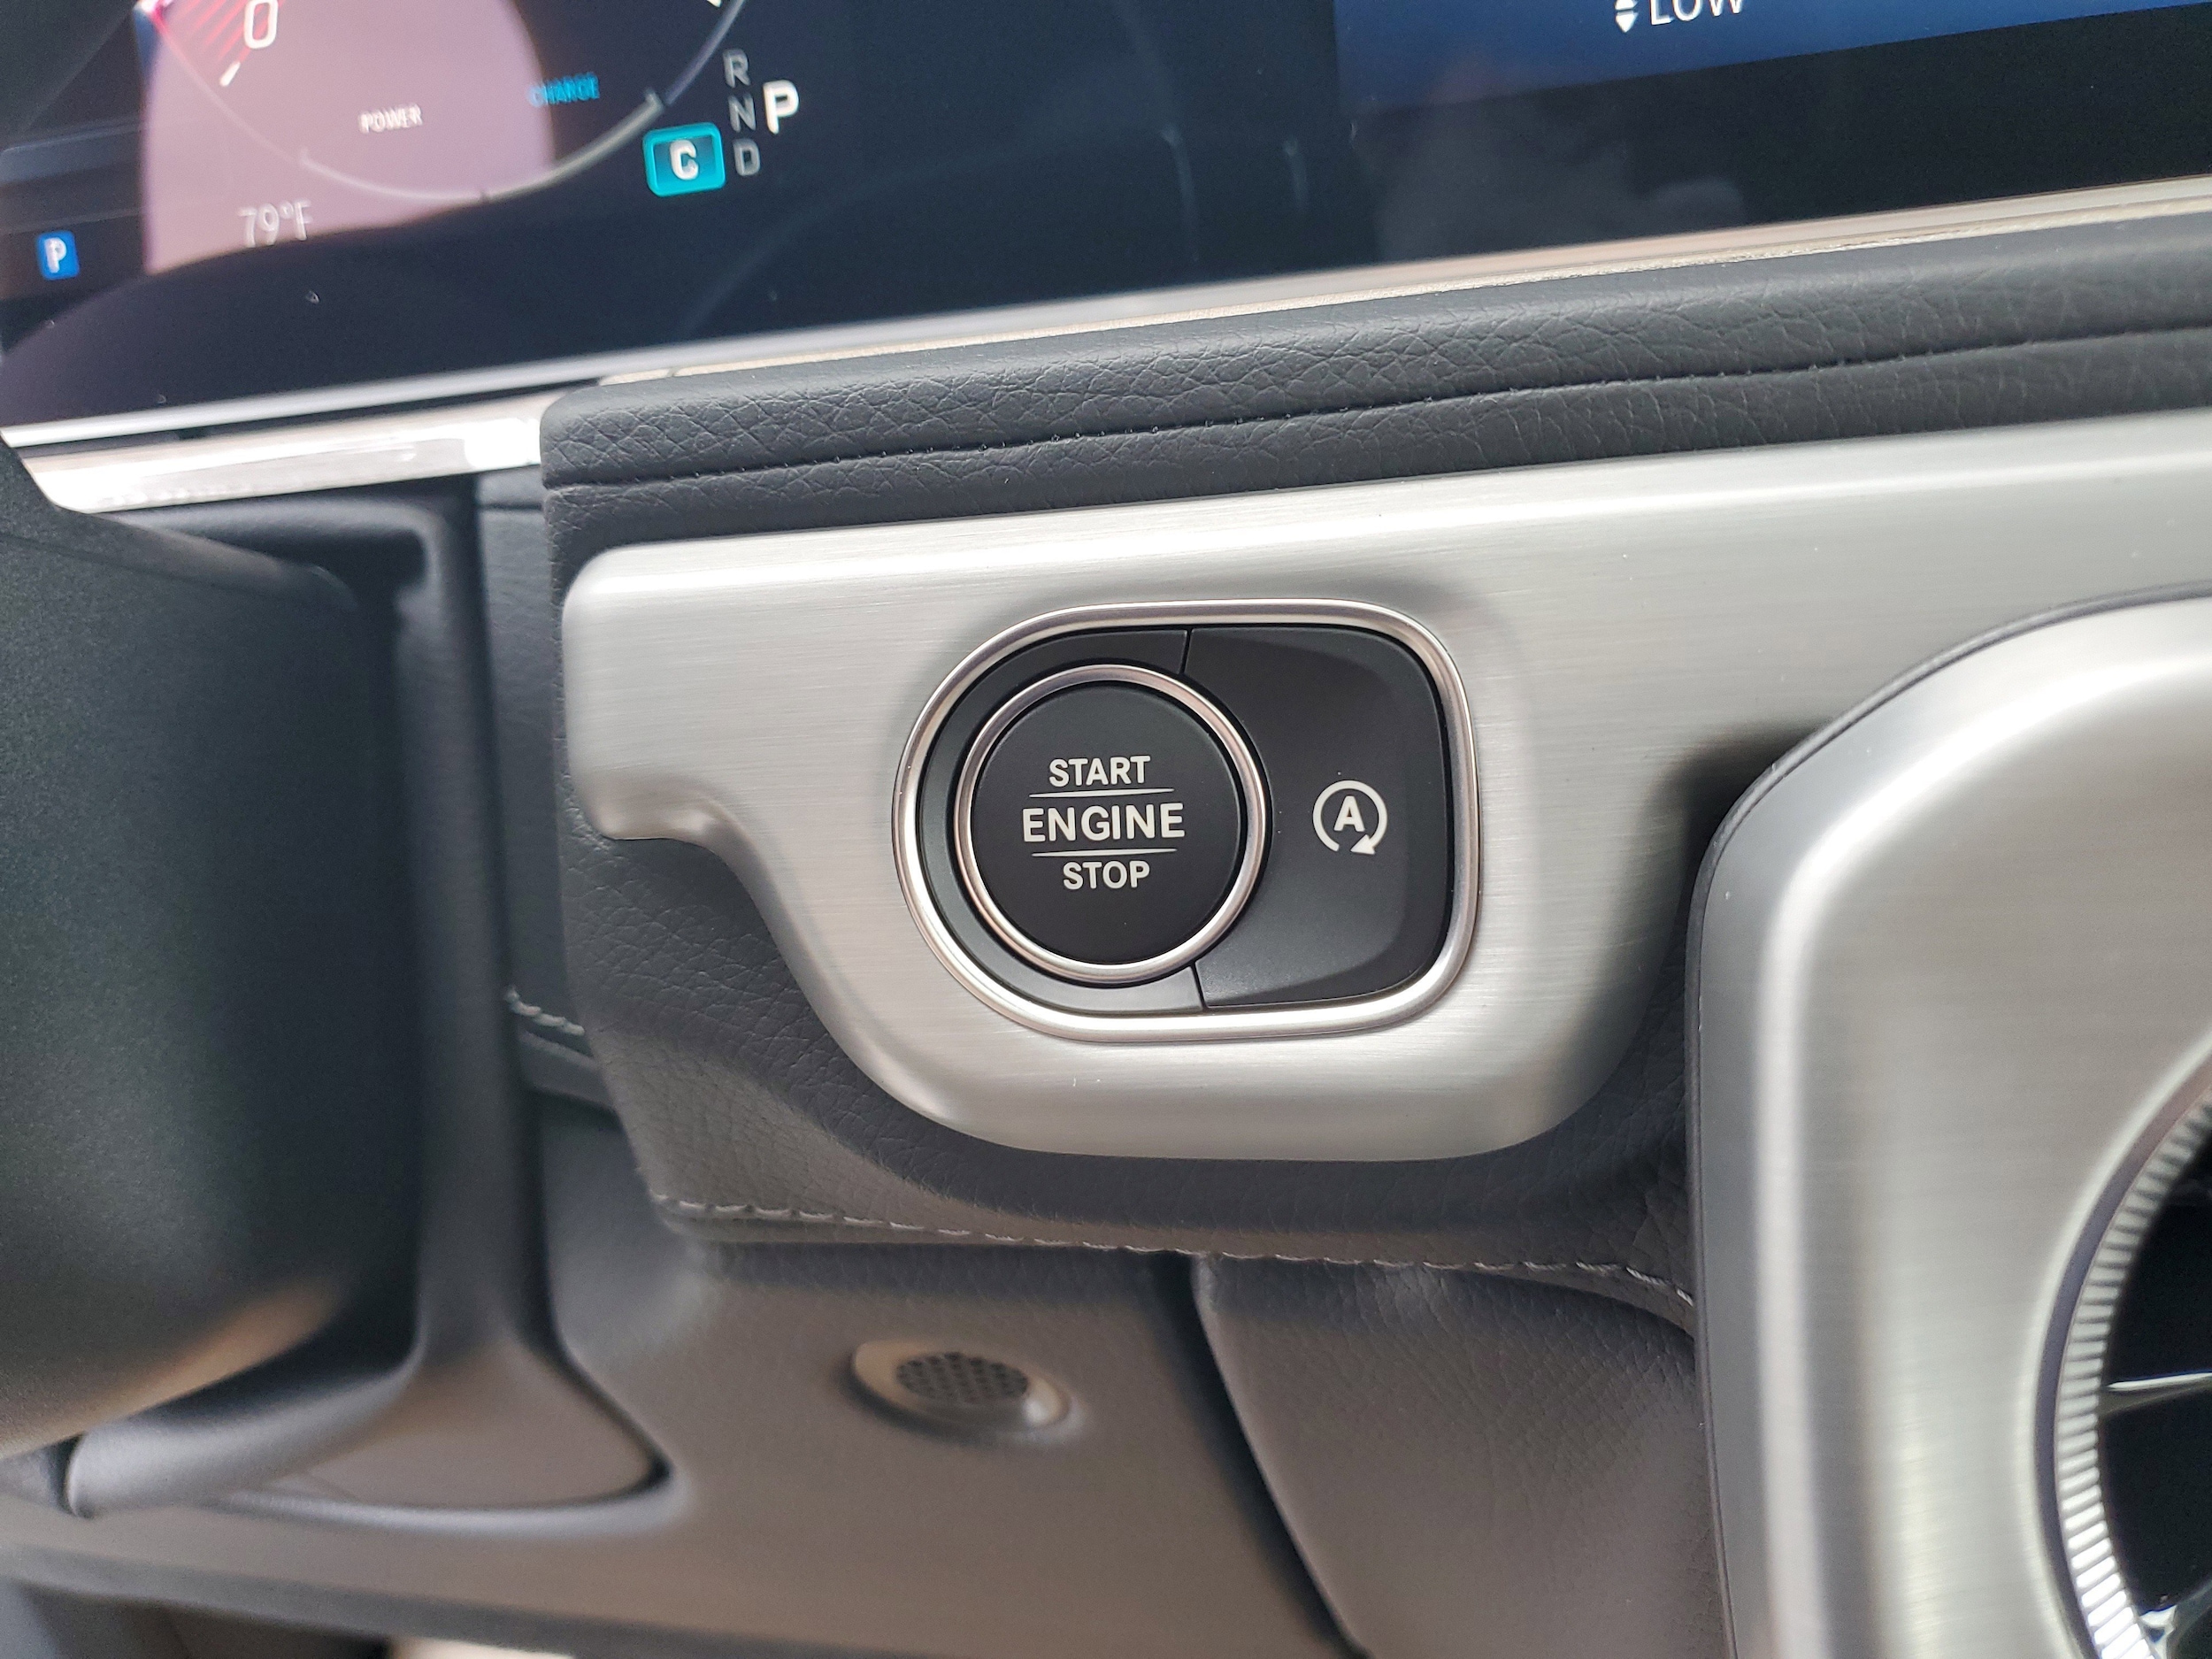 0
POWER
CHARGE
R
N
D
P
C
79°F
P
LOW
START
ENGINE
STOP
A